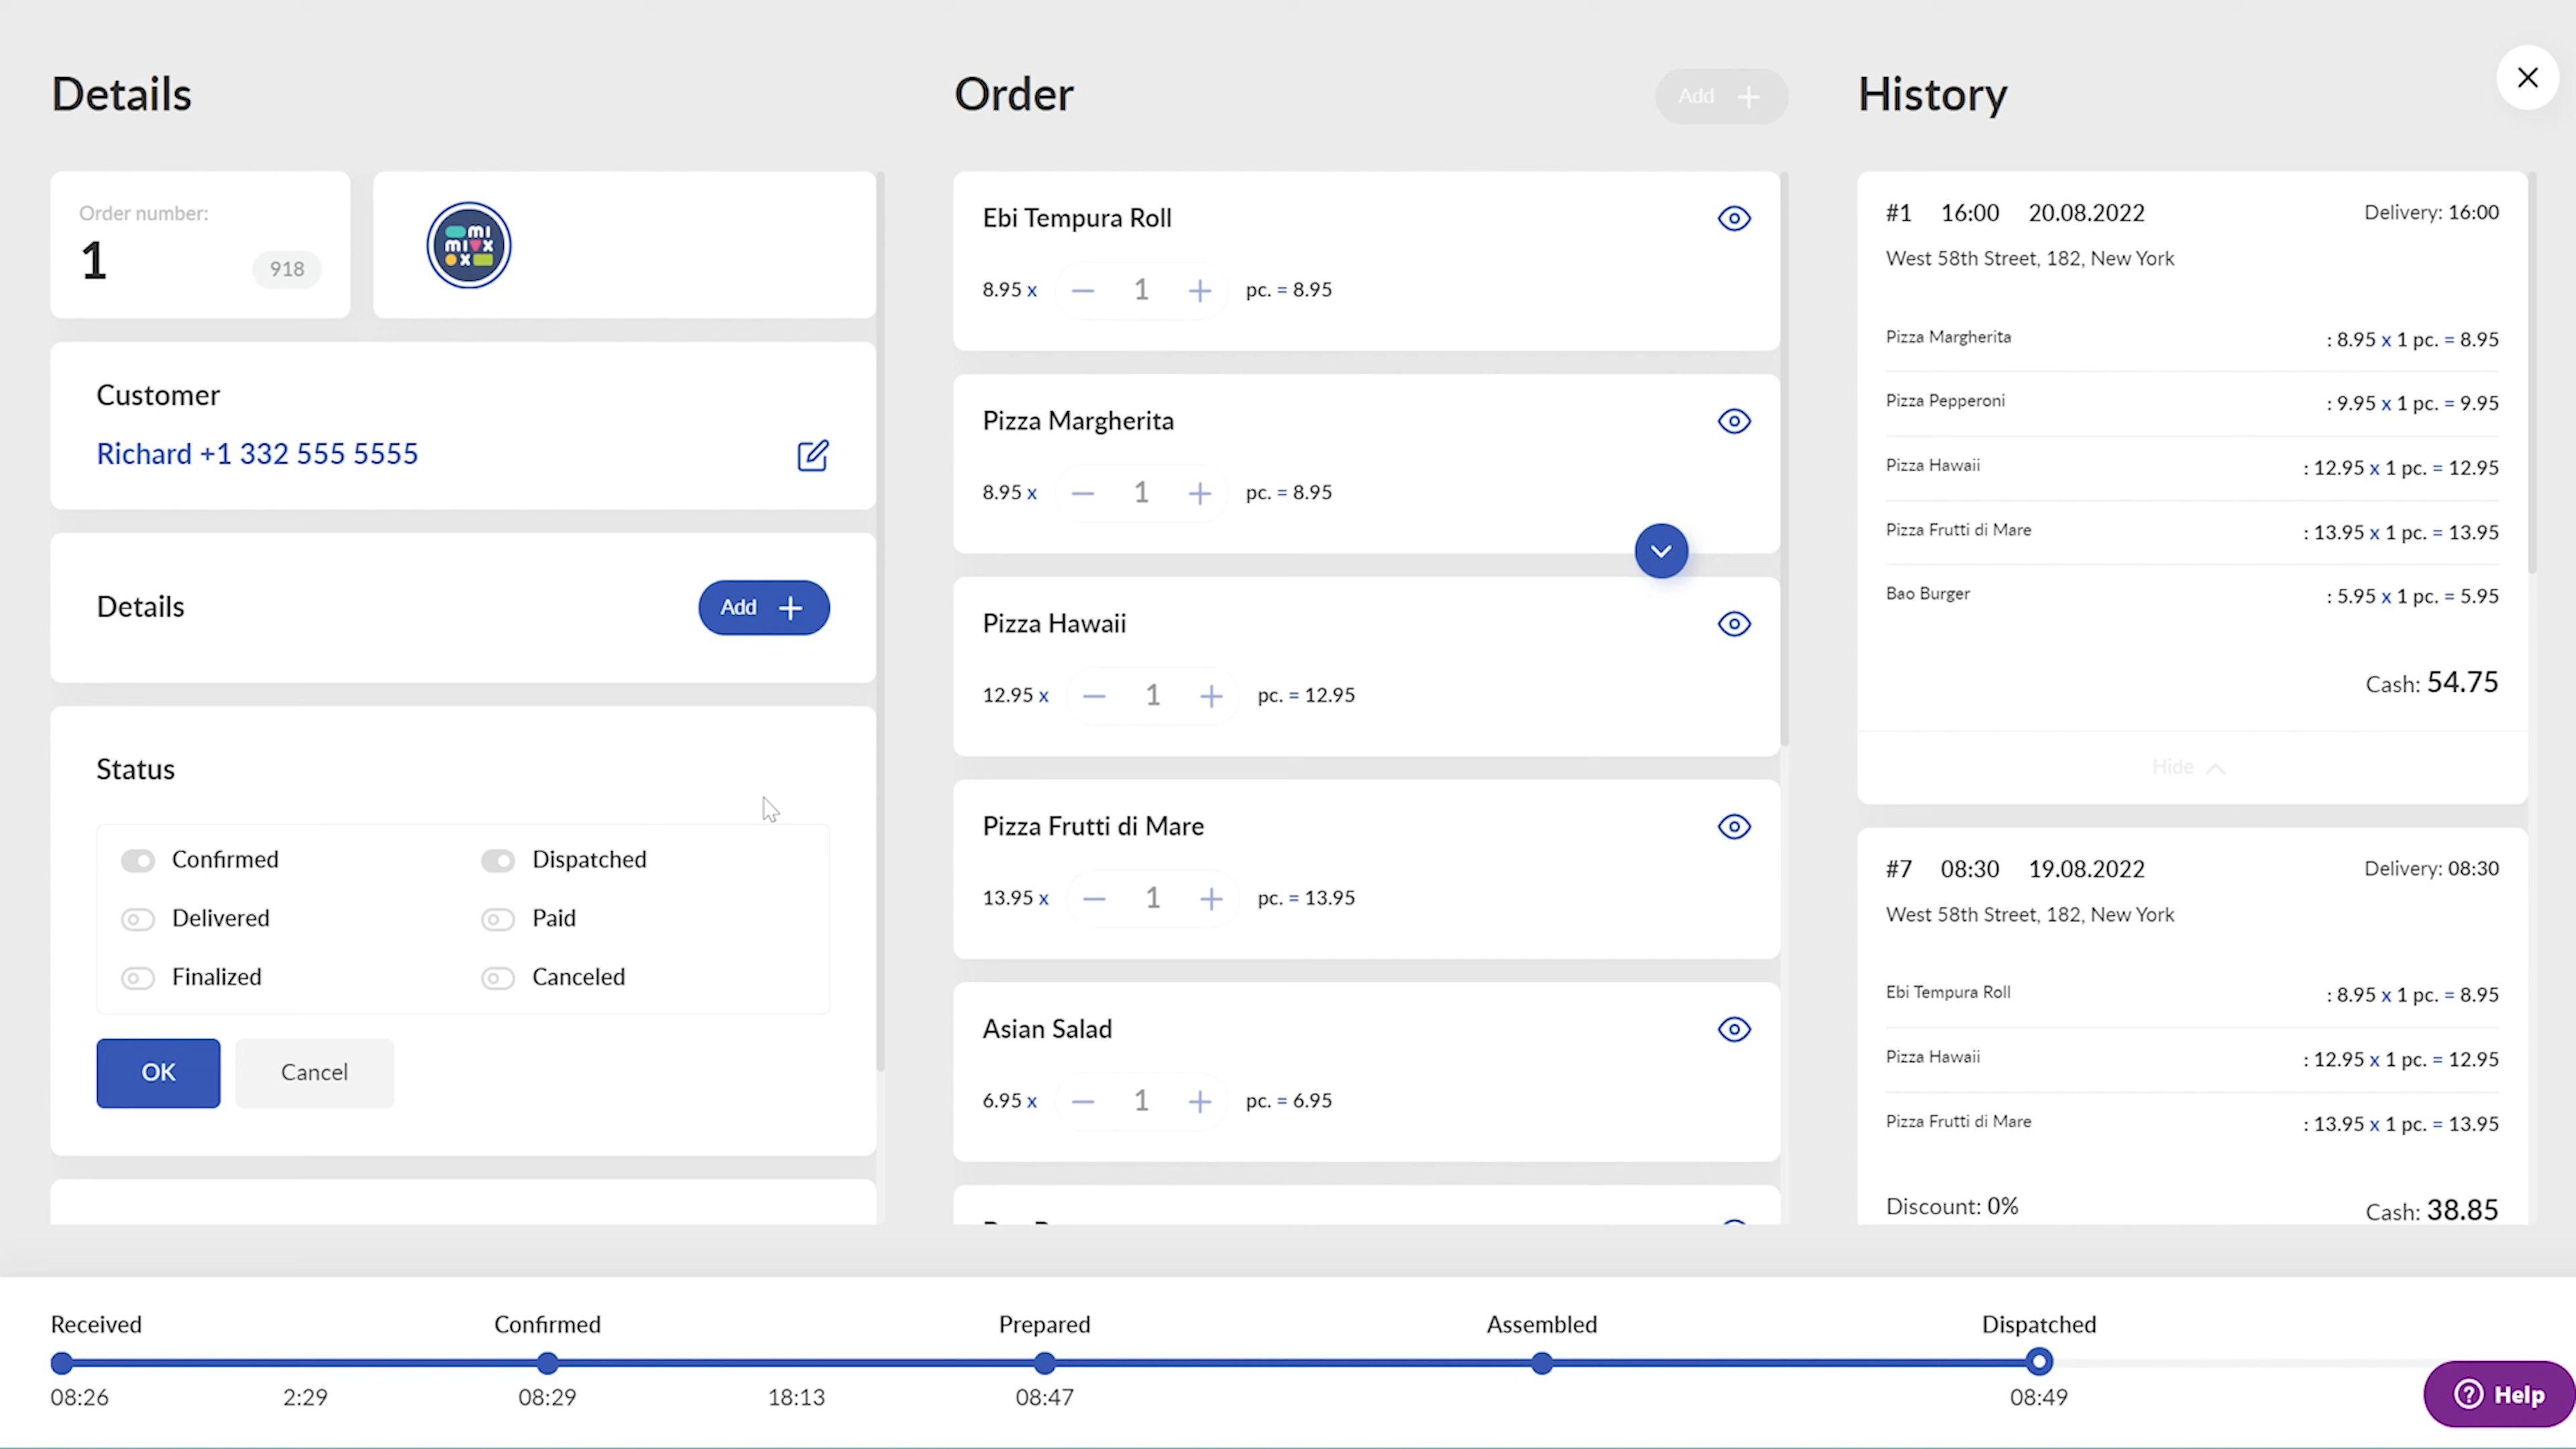 Details
Order number:
1
918
mi
mi x
x
Customer
Richard +1 332 555 5555
Details
Add
Status
Confirmed
Dispatched
Delivered
Paid
Finalized
Canceled
OK
Cancel
Order
Add
Ebi Tempura Roll
8.95 x — 1 + pc. = 8.95
Pizza Margherita
8.95 x — 1 + pc. = 8.95
Pizza Hawaii
12.95 x — 1 + pc. = 12.95
Pizza Frutti di Mare
13.95 x — 1 + pc. = 13.95
Asian Salad
6.95 x — 1 + pc. = 6.95
History
#1 16:00 20.08.2022 Delivery: 16:00
West 58th Street, 182, New York
Pizza Margherita : 8.95 x 1 pc. = 8.95
Pizza Pepperoni : 9.95 x 1 pc. = 9.95
Pizza Hawaii : 12.95 x 1 pc. = 12.95
Pizza Frutti di Mare : 13.95 x 1 pc. = 13.95
Bao Burger : 5.95 x 1 pc. = 5.95
Cash: 54.75
Hide
#7 08:30 19.08.2022 Delivery: 08:30
West 58th Street, 182, New York
Ebi Tempura Roll : 8.95 x 1 pc. = 8.95
Pizza Hawaii : 12.95 x 1 pc. = 12.95
Pizza Frutti di Mare : 13.95 x 1 pc. = 13.95
Discount: 0% Cash: 38.85
Received Confirmed Prepared Assembled Dispatched
08:26 2:29 08:29 18:13 08:47 08:49
Help